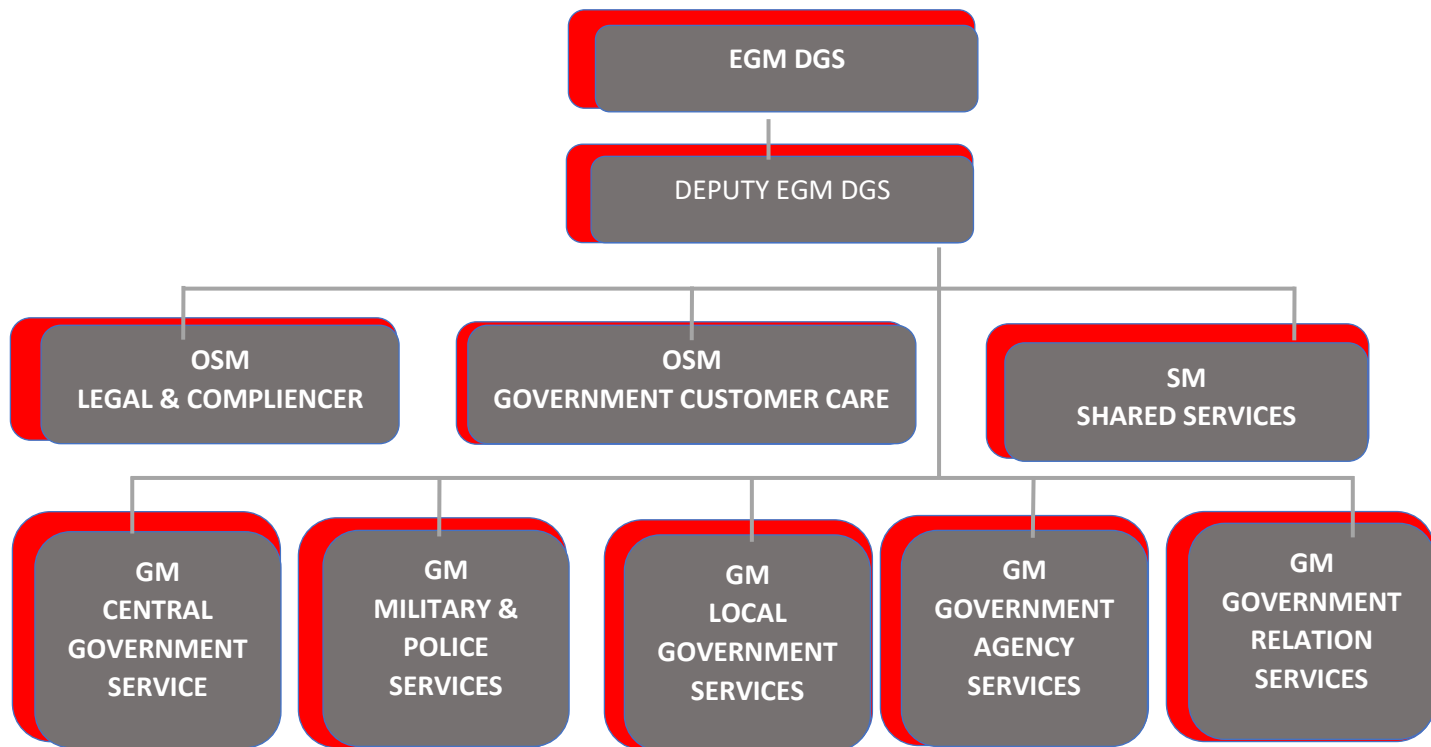 EGM DGS
DEPUTY EGM DGS
OSM
LEGAL & COMPLIENCER
OSM
GOVERNMENT CUSTOMER CARE
SM
SHARED SERVICES
GM
CENTRAL
GOVERNMENT
SERVICE
GM
MILITARY &
POLICE
SERVICES
GM
LOCAL
GOVERNMENT
SERVICES
GM
GOVERNMENT
AGENCY
SERVICES
GM
GOVERNMENT
RELATION
SERVICES